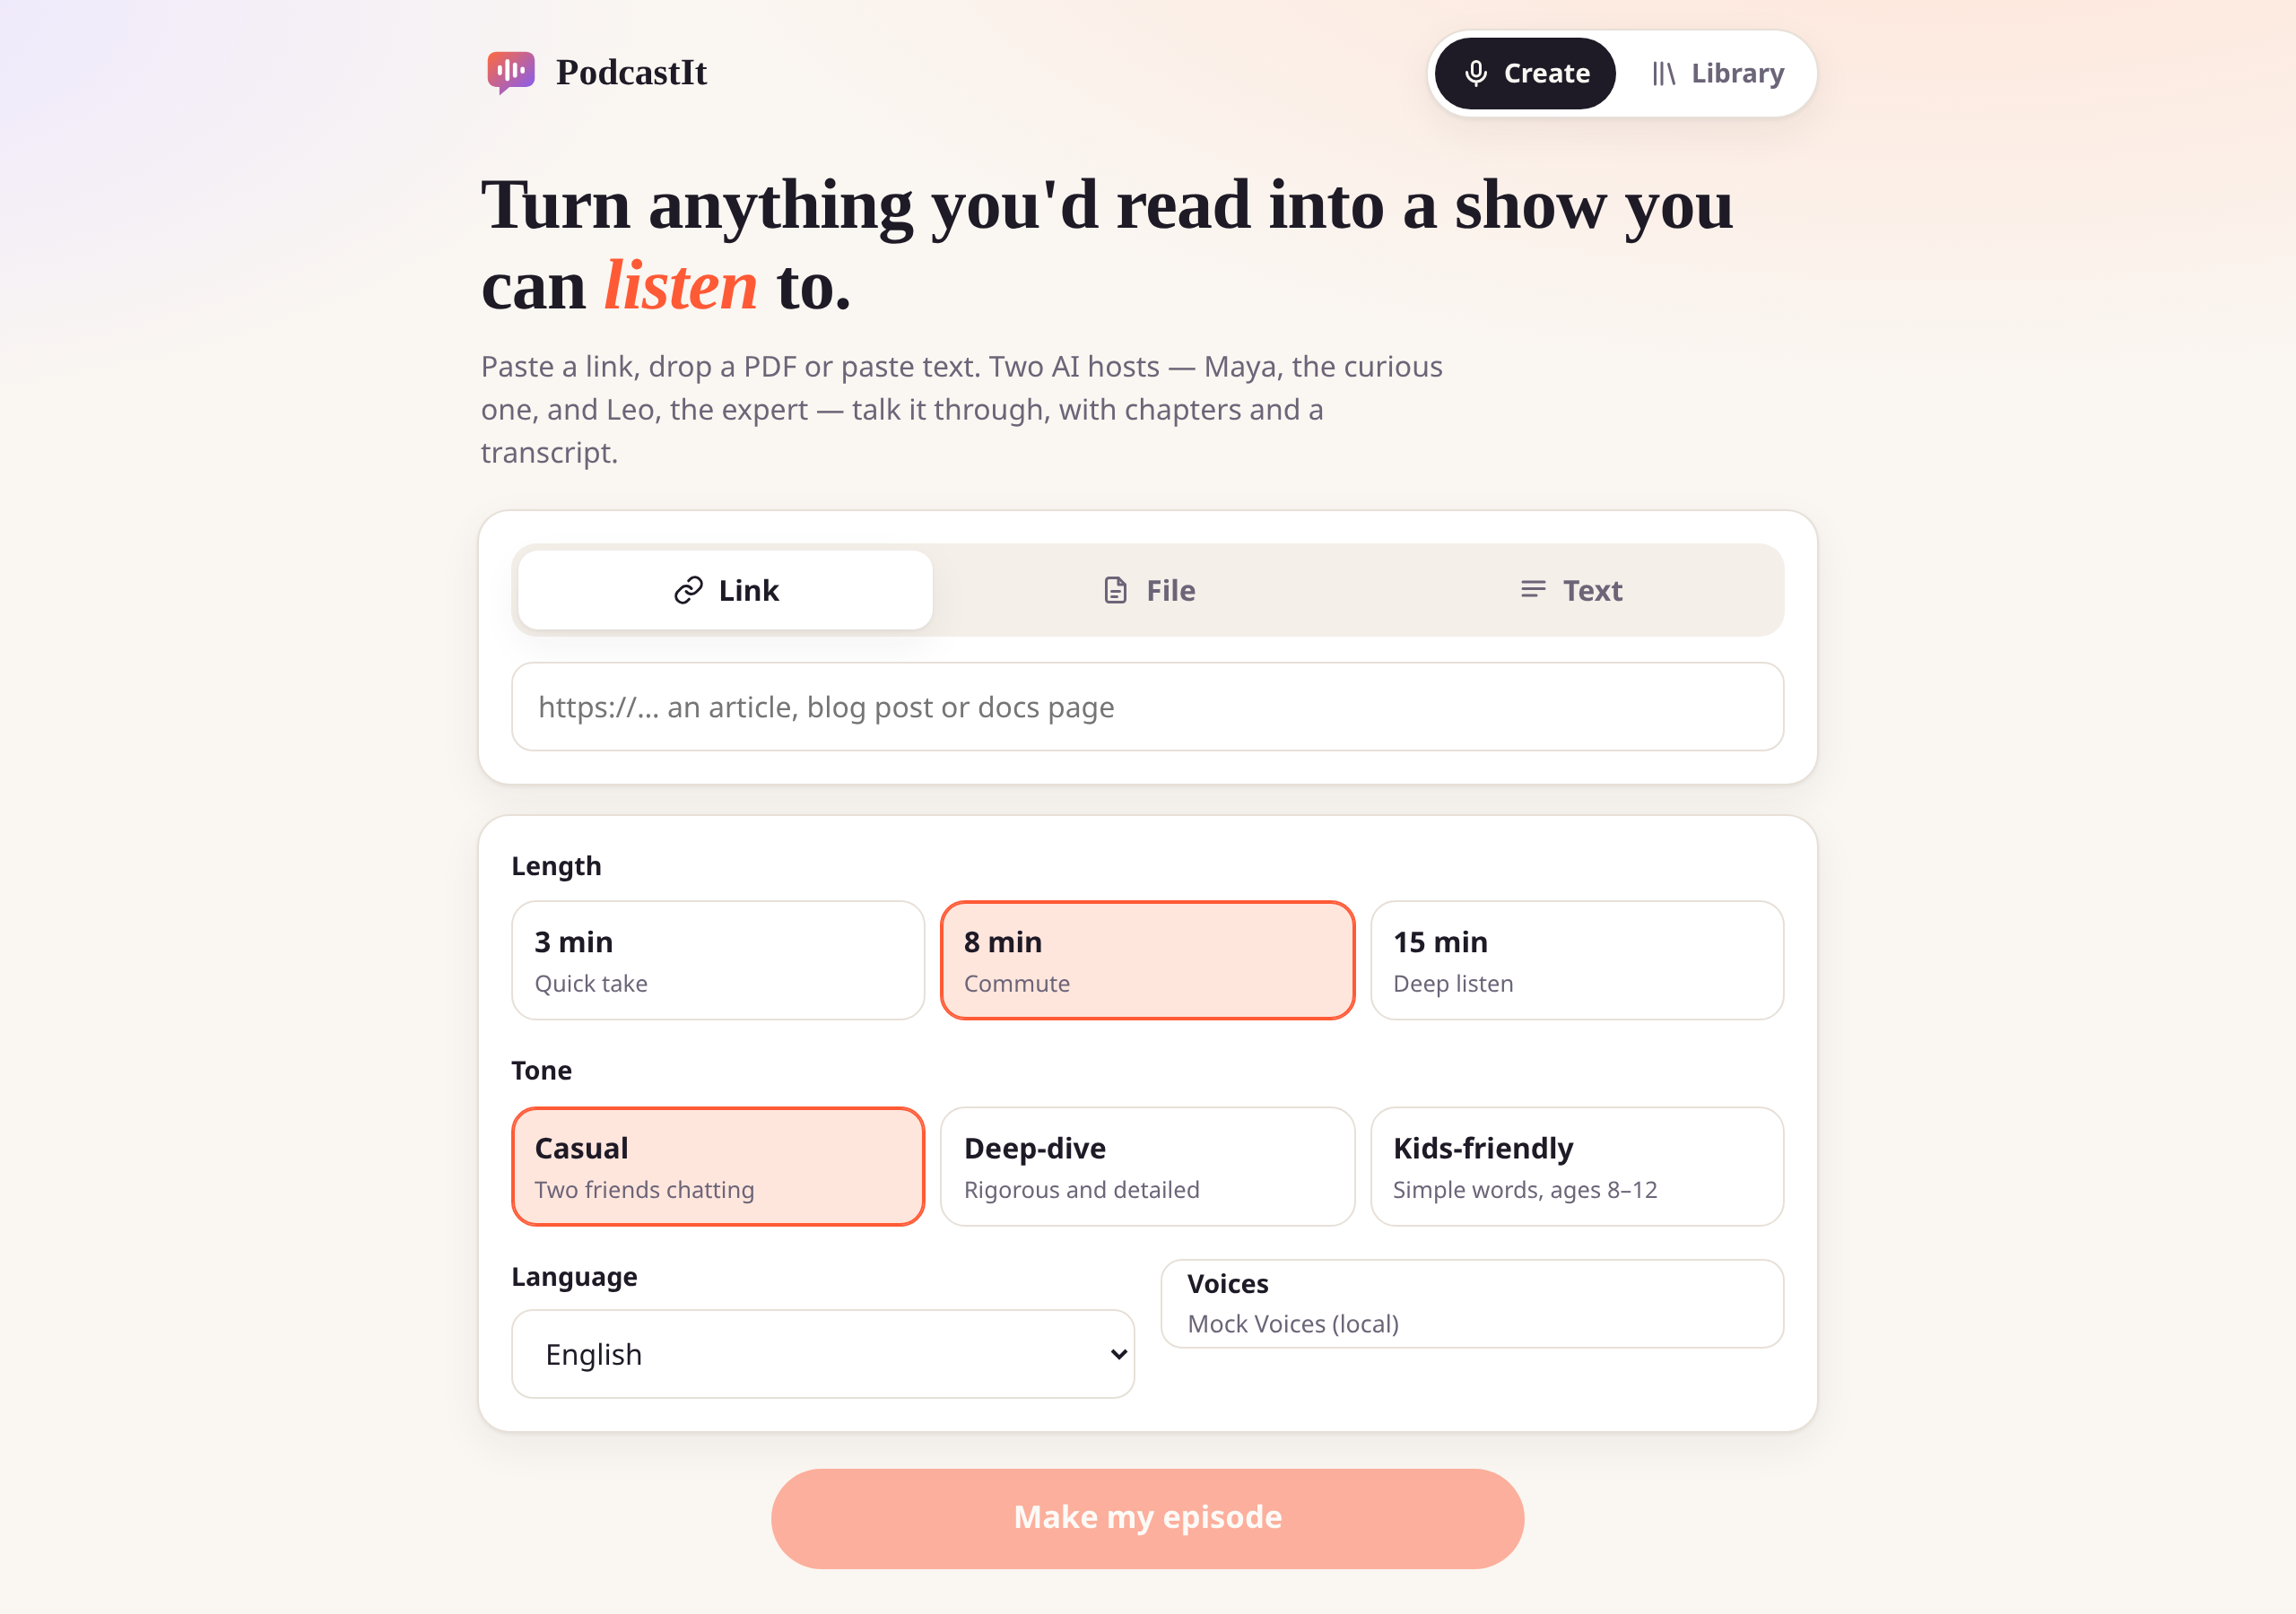 PodcastIt
Create
Library
Turn anything you'd read into a show you
can listen to.
Paste a link, drop a PDF or paste text. Two AI hosts — Maya, the curious
one, and Leo, the expert — talk it through, with chapters and a
transcript.
Link
File
Text
https://... an article, blog post or docs page
Length
3 min
Quick take
8 min
Commute
15 min
Deep listen
Tone
Casual
Two friends chatting
Deep-dive
Rigorous and detailed
Kids-friendly
Simple words, ages 8–12
Language
English
Voices
Mock Voices (local)
Make my episode